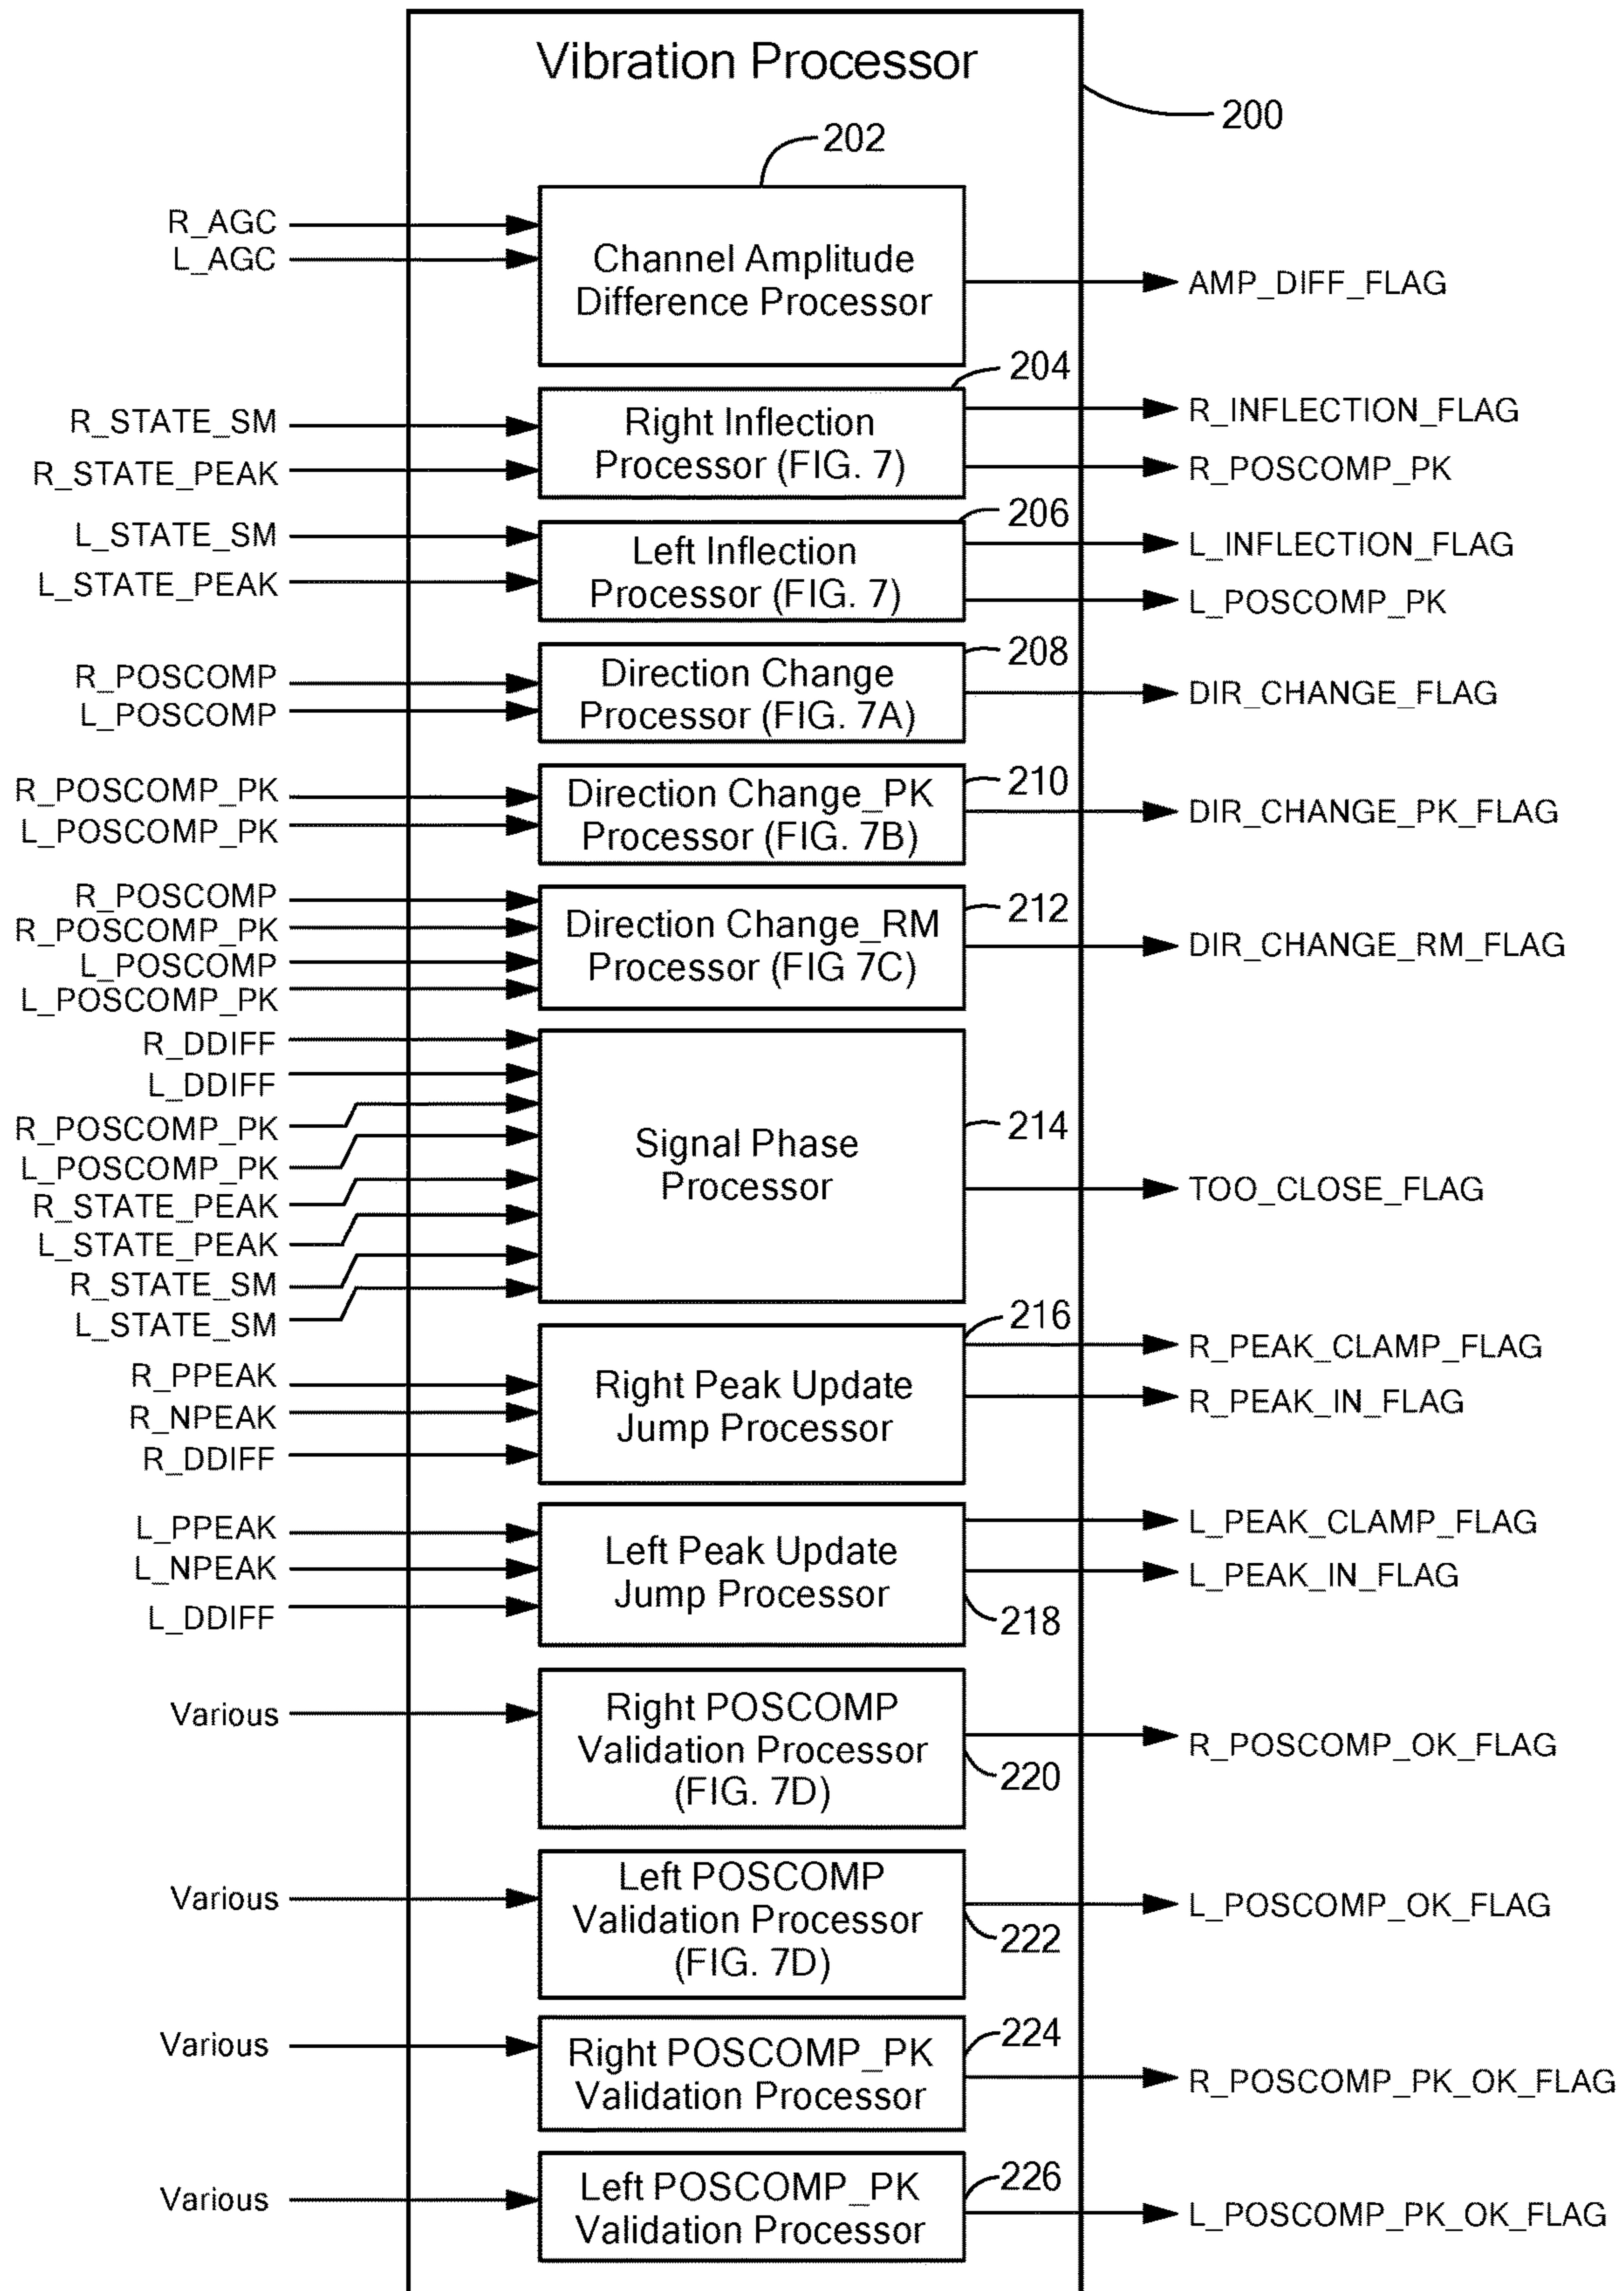 Vibration Processor
200
202
R_AGC
L_AGC
Channel Amplitude
Difference Processor
AMP_DIFF_FLAG
204
R_STATE_SM
R_STATE_PEAK
Right Inflection
Processor (FIG. 7)
R_INFLECTION_FLAG
R_POSCOMP_PK
206
L_STATE_SM
L_STATE_PEAK
Left Inflection
Processor (FIG. 7)
L_INFLECTION_FLAG
L_POSCOMP_PK
208
R_POSCOMP
L_POSCOMP
Direction Change
Processor (FIG. 7A)
DIR_CHANGE_FLAG
210
R_POSCOMP_PK
L_POSCOMP_PK
Direction Change_PK
Processor (FIG. 7B)
DIR_CHANGE_PK_FLAG
212
R_POSCOMP
R_POSCOMP_PK
L_POSCOMP
L_POSCOMP_PK
Direction Change_RM
Processor (FIG 7C)
DIR_CHANGE_RM_FLAG
R_DDIFF
L_DDIFF
R_POSCOMP_PK
L_POSCOMP_PK
R_STATE_PEAK
L_STATE_PEAK
R_STATE_SM
L_STATE_SM
Signal Phase
Processor
214
TOO_CLOSE_FLAG
216
R_PPEAK
R_NPEAK
R_DDIFF
Right Peak Update
Jump Processor
R_PEAK_CLAMP_FLAG
R_PEAK_IN_FLAG
L_PPEAK
L_NPEAK
L_DDIFF
Left Peak Update
Jump Processor
218
L_PEAK_CLAMP_FLAG
L_PEAK_IN_FLAG
Various
Right POSCOMP
Validation Processor
(FIG. 7D)
220
R_POSCOMP_OK_FLAG
Various
Left POSCOMP
Validation Processor
(FIG. 7D)
222
L_POSCOMP_OK_FLAG
Various
Right POSCOMP_PK
Validation Processor
224
R_POSCOMP_PK_OK_FLAG
Various
Left POSCOMP_PK
Validation Processor
226
L_POSCOMP_PK_OK_FLAG